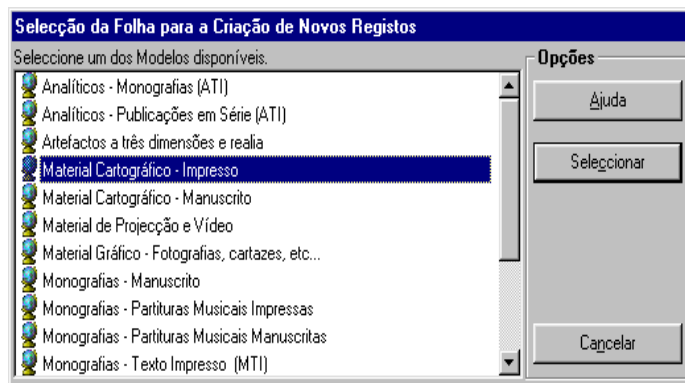 Selecção da Folha para a Criação de Novos Registos
Seleccione um dos Modelos disponíveis.
Opções
Analíticos - Monografias (ATI)
Analíticos - Publicações em Série (ATI)
Artefactos a três dimensões e realia
Material Cartográfico - Impresso
Material Cartográfico - Manuscrito
Material de Projecção e Vídeo
Material Gráfico - Fotografias, cartazes, etc...
Monografias - Manuscrito
Monografias - Partituras Musicais Impressas
Monografias - Partituras Musicais Manuscritas
Monografias - Texto Impresso (MTI)
Ajuda
Seleccionar
Cancelar